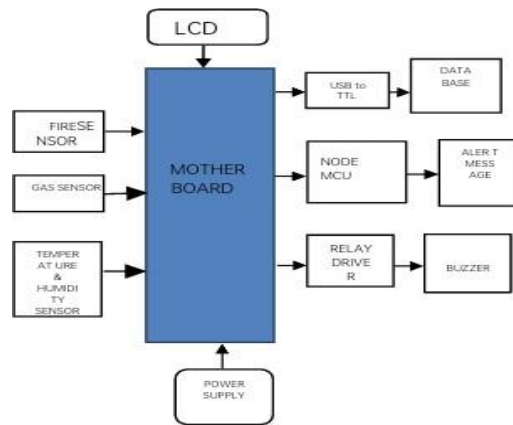 LCD
USB to
TTL
DATA
BASE
FIRESE
NSOR
MOTHER
BOARD
NODE
MCU
ALERT
MESS
AGE
GAS SENSOR
TEMPER
AT URE
&
HUMIDI
TY
SENSOR
RELAY
DRIVE
R
BUZZER
POWER
SUPPLY